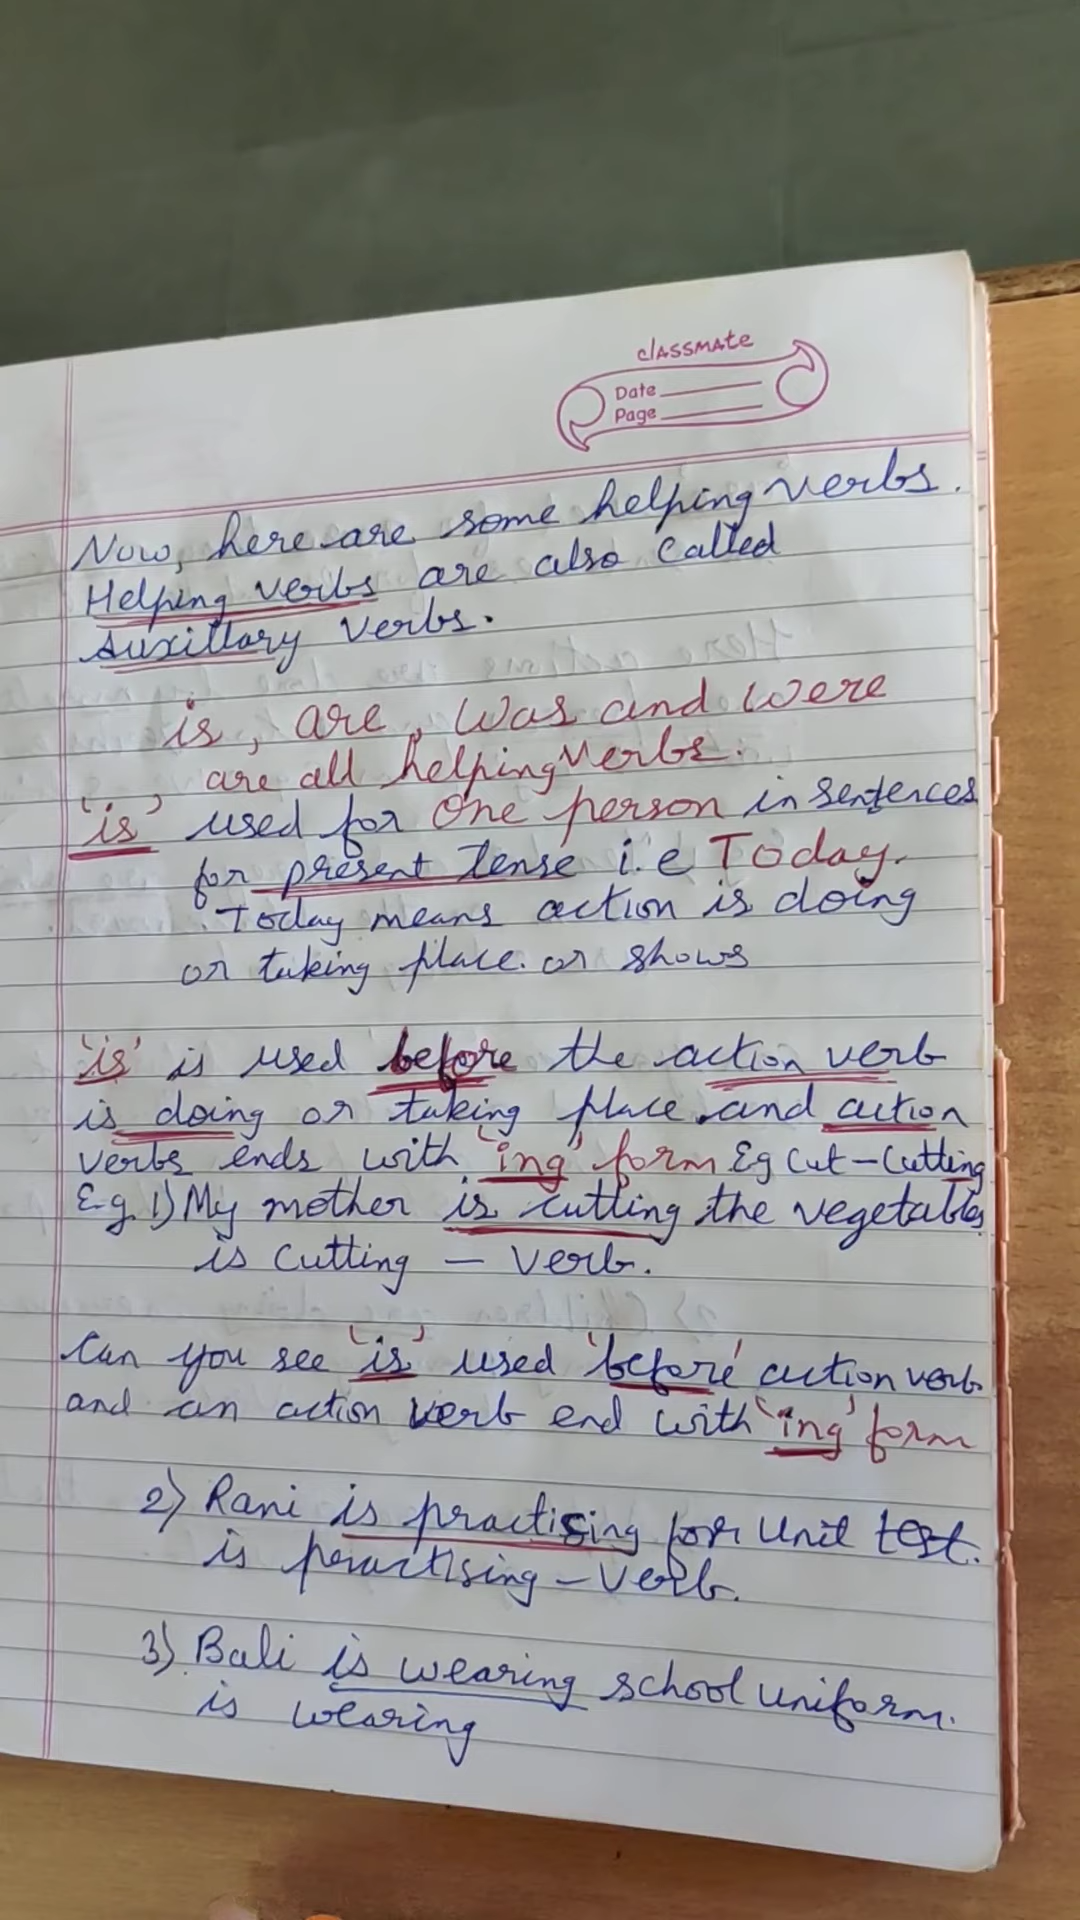 classmate
Date
Page
Now, here are some helping verbs.
Helping verbs are also called
Auxillary verbs.
is, are, was and were
are all helping verbs.
'is' used for one person in sentences
for present tense i.e Today.
Today means action is doing
or taking place. or shows
'is' is used before the action verb
is doing or taking place and action
verbs ends with 'ing' form Eg Cut-Cutting
E.g. 1) My mother is cutting the vegetables
is cutting - verb.
Can you see 'is' used 'before' action verb
and an action verb end with 'ing' form
2) Rani is practising for Unit test.
is practising - Verb.
3) Bali is wearing school uniform.
is wearing